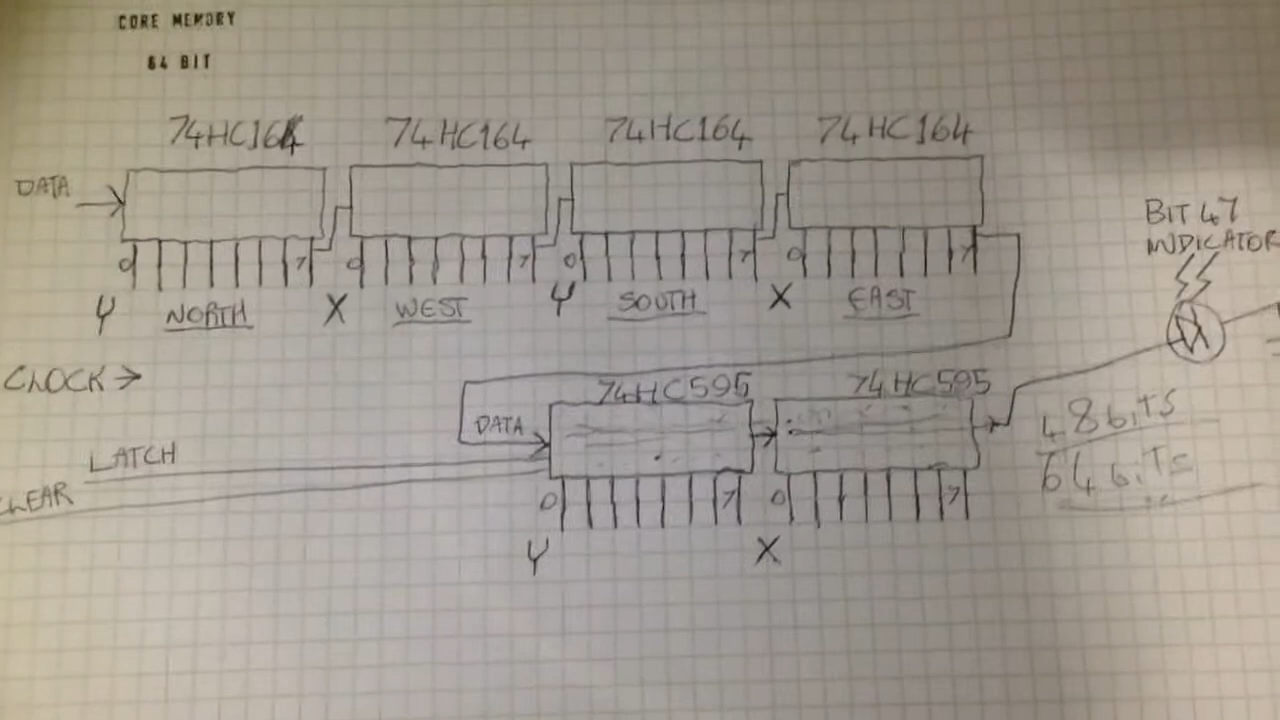 CORE MEMORY
64 BIT
74HC164 74HC164 74HC164 74HC164
DATA
0 7 0 7 0 7 0 7
Y NORTH X WEST Y SOUTH X EAST
BIT 47
INDICATOR
CLOCK >
74HC595 74HC595
DATA
48 bits
64 bits
LATCH
CLEAR
0 7 0 7
Y X